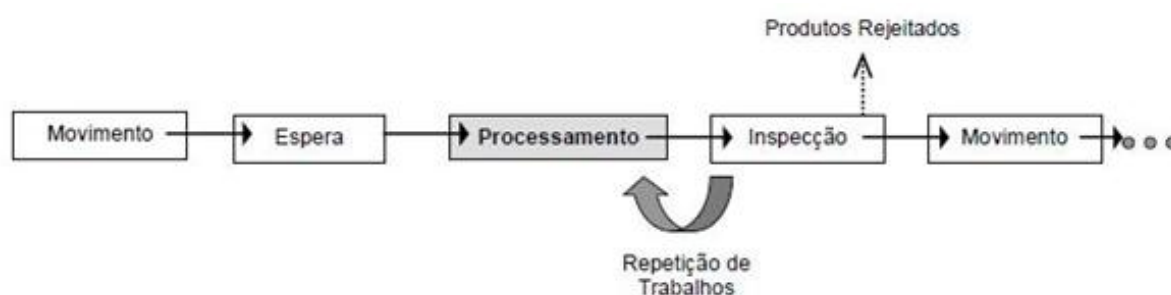 Produtos Rejeitados
Movimento
Espera
Processamento
Inspecção
Movimento
Repetição de
Trabalhos